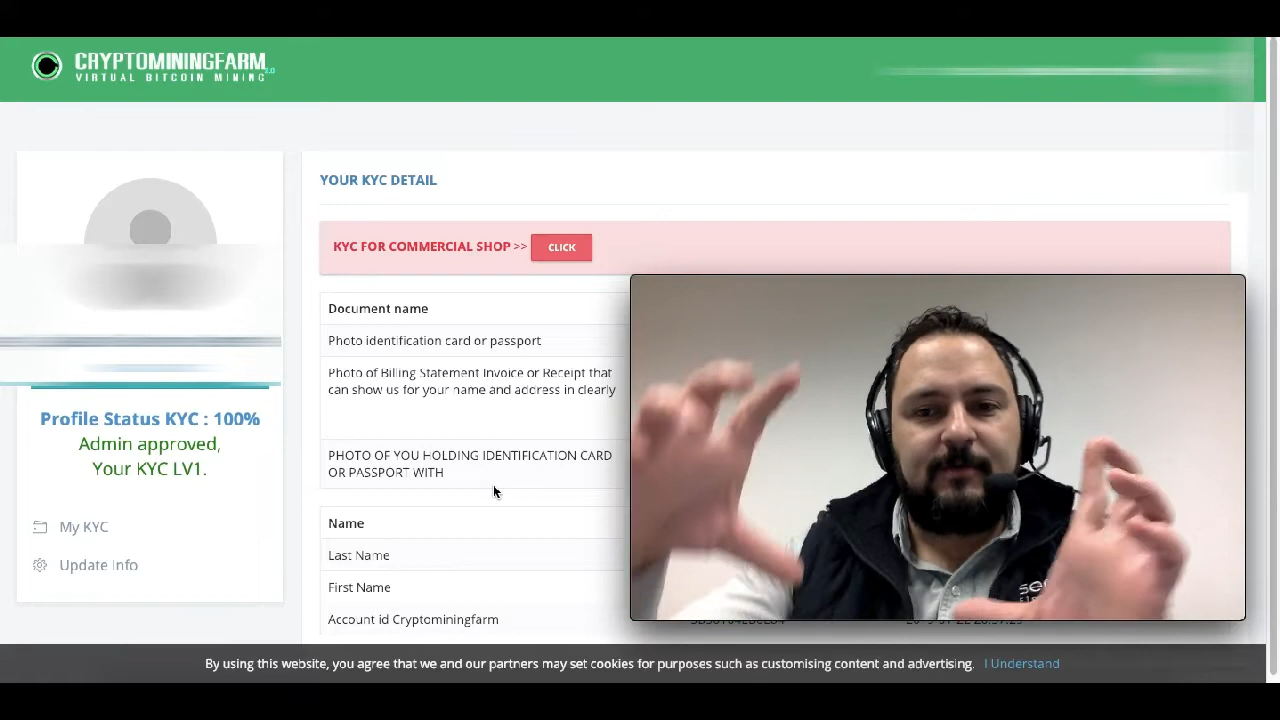 CRYPTOMININGFARM
VIRTUAL BITCOIN MINING 2.0
YOUR KYC DETAIL
KYC FOR COMMERCIAL SHOP >> CLICK
Document name
Photo identification card or passport
Photo of Billing Statement Invoice or Receipt that
can show us for your name and address in clearly
PHOTO OF YOU HOLDING IDENTIFICATION CARD
OR PASSPORT WITH
Name
Last Name
First Name
Account id Cryptominingfarm
Profile Status KYC : 100%
Admin approved,
Your KYC LV1.
My KYC
Update Info
By using this website, you agree that we and our partners may set cookies for purposes such as customising content and advertising. I Understand